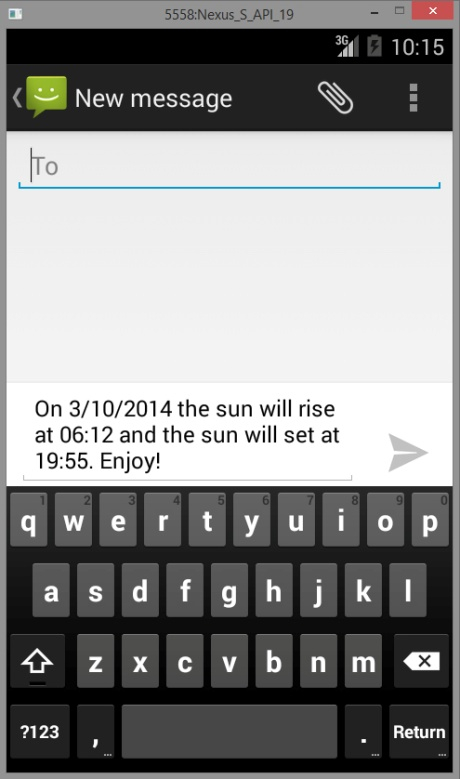 5558:Nexus_S_API_19
3G 10:15
New message
To
On 3/10/2014 the sun will rise
at 06:12 and the sun will set at
19:55. Enjoy!
1 2 3 4 5 6 7 8 9 0
q w e r t y u i o p
a s d f g h j k l
z x c v b n m
?123 , ... . ... Return ...